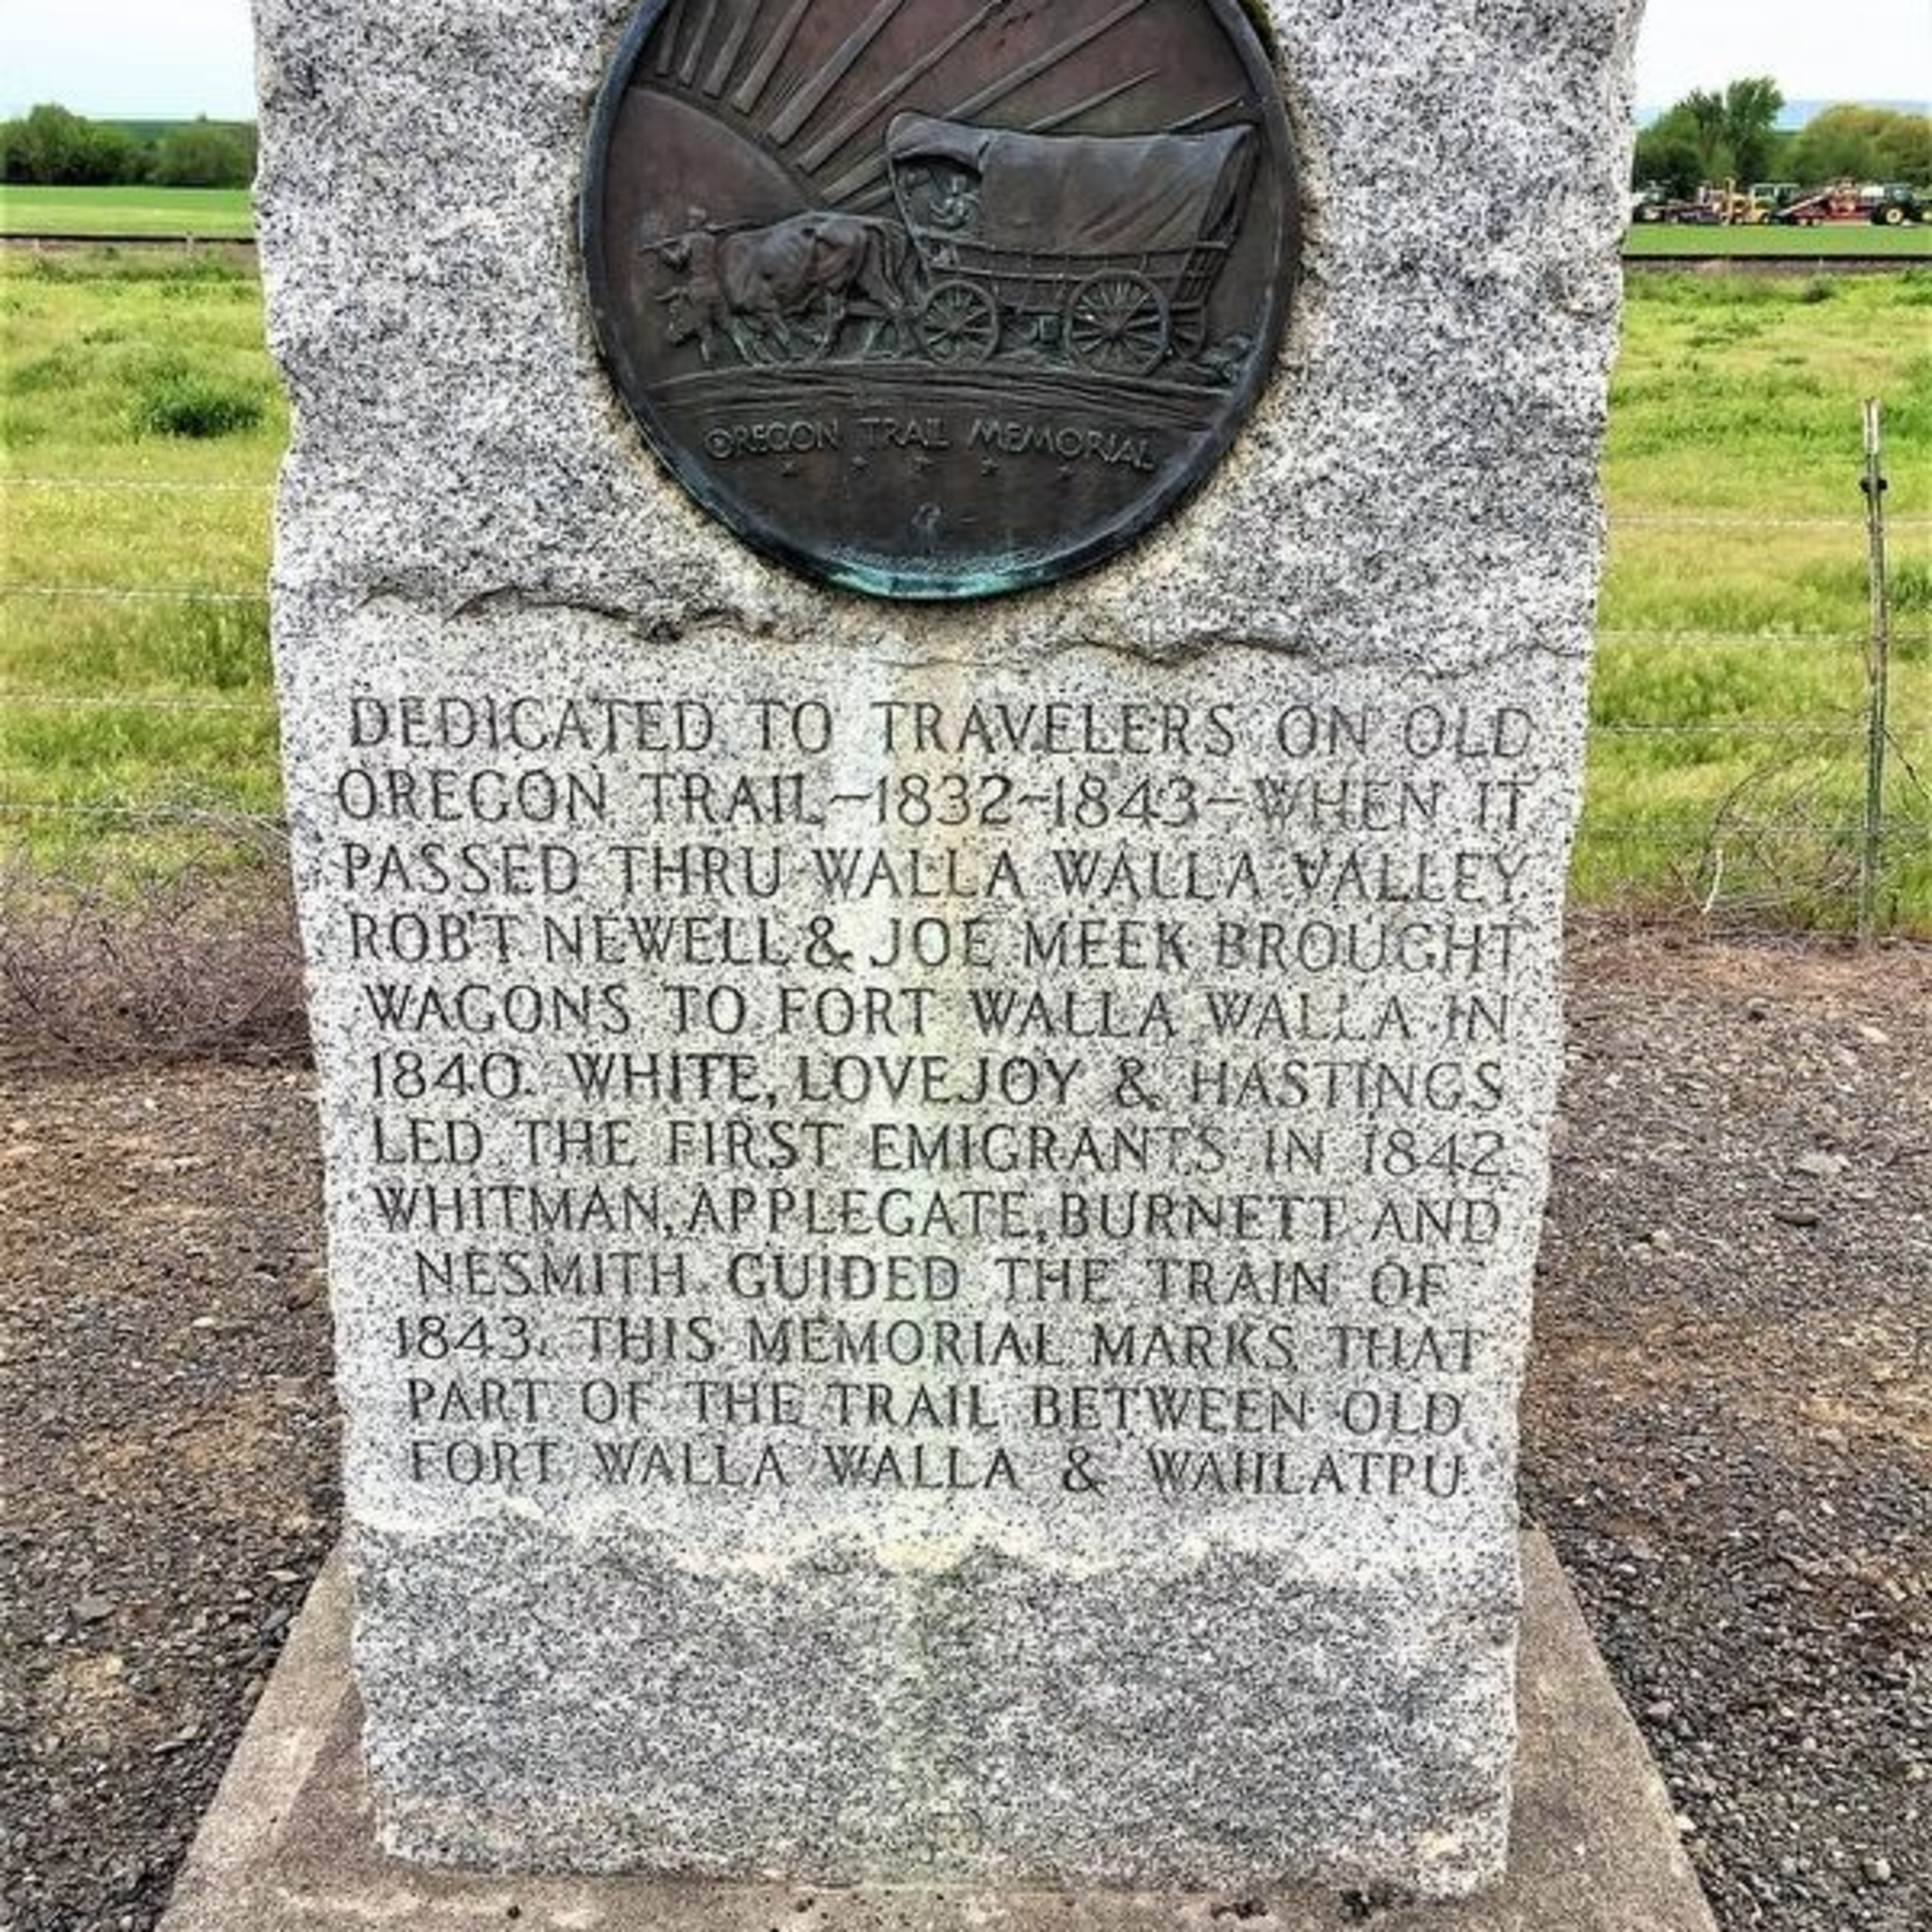 OREGON TRAIL MEMORIAL
DEDICATED TO TRAVELERS ON OLD
OREGON TRAIL–1832–1843–WHEN IT
PASSED THRU WALLA WALLA VALLEY
ROB'T NEWELL & JOE MEEK BROUGHT
WAGONS TO FORT WALLA WALLA IN
1840. WHITE, LOVEJOY & HASTINGS
LED THE FIRST EMIGRANTS IN 1842
WHITMAN, APPLEGATE, BURNETT AND
NESMITH GUIDED THE TRAIN OF
1843. THIS MEMORIAL MARKS THAT
PART OF THE TRAIL BETWEEN OLD
FORT WALLA WALLA & WAHLATPU